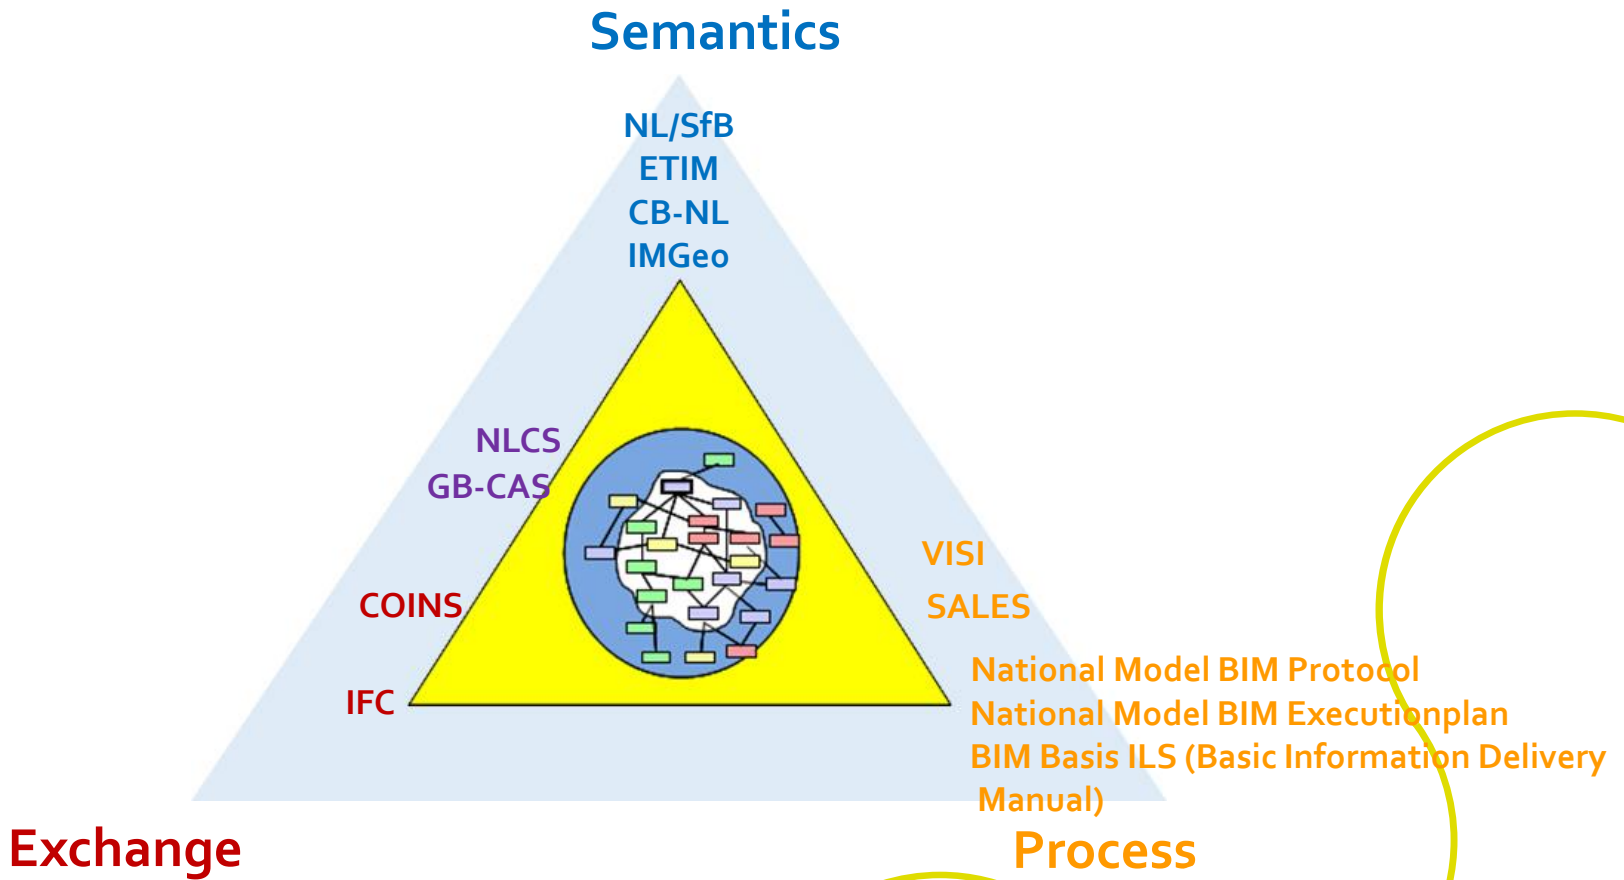 Semantics
NL/SfB
ETIM
CB-NL
IMGeo
NLCS
GB-CAS
COINS
IFC
VISI
SALES
National Model BIM Protocol
National Model BIM Executionplan
BIM Basis ILS (Basic Information Delivery
Manual)
Exchange
Process